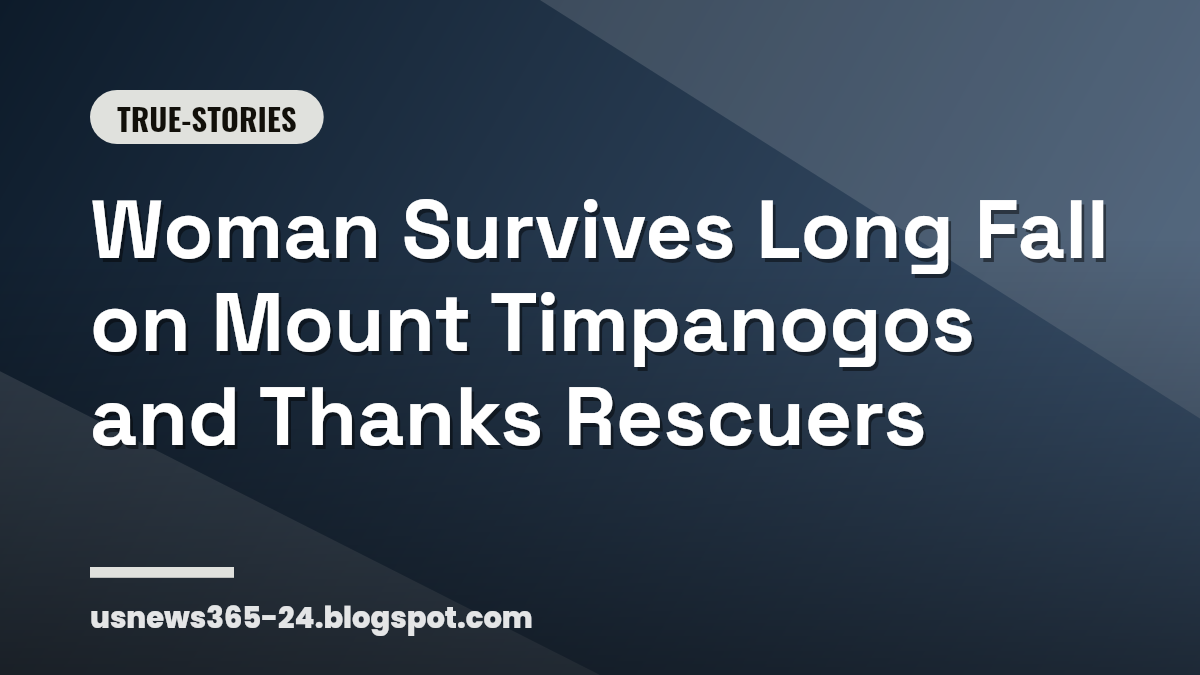 TRUE-STORIES
Woman Survives Long Fall
on Mount Timpanogos
and Thanks Rescuers
usnews365-24.blogspot.com